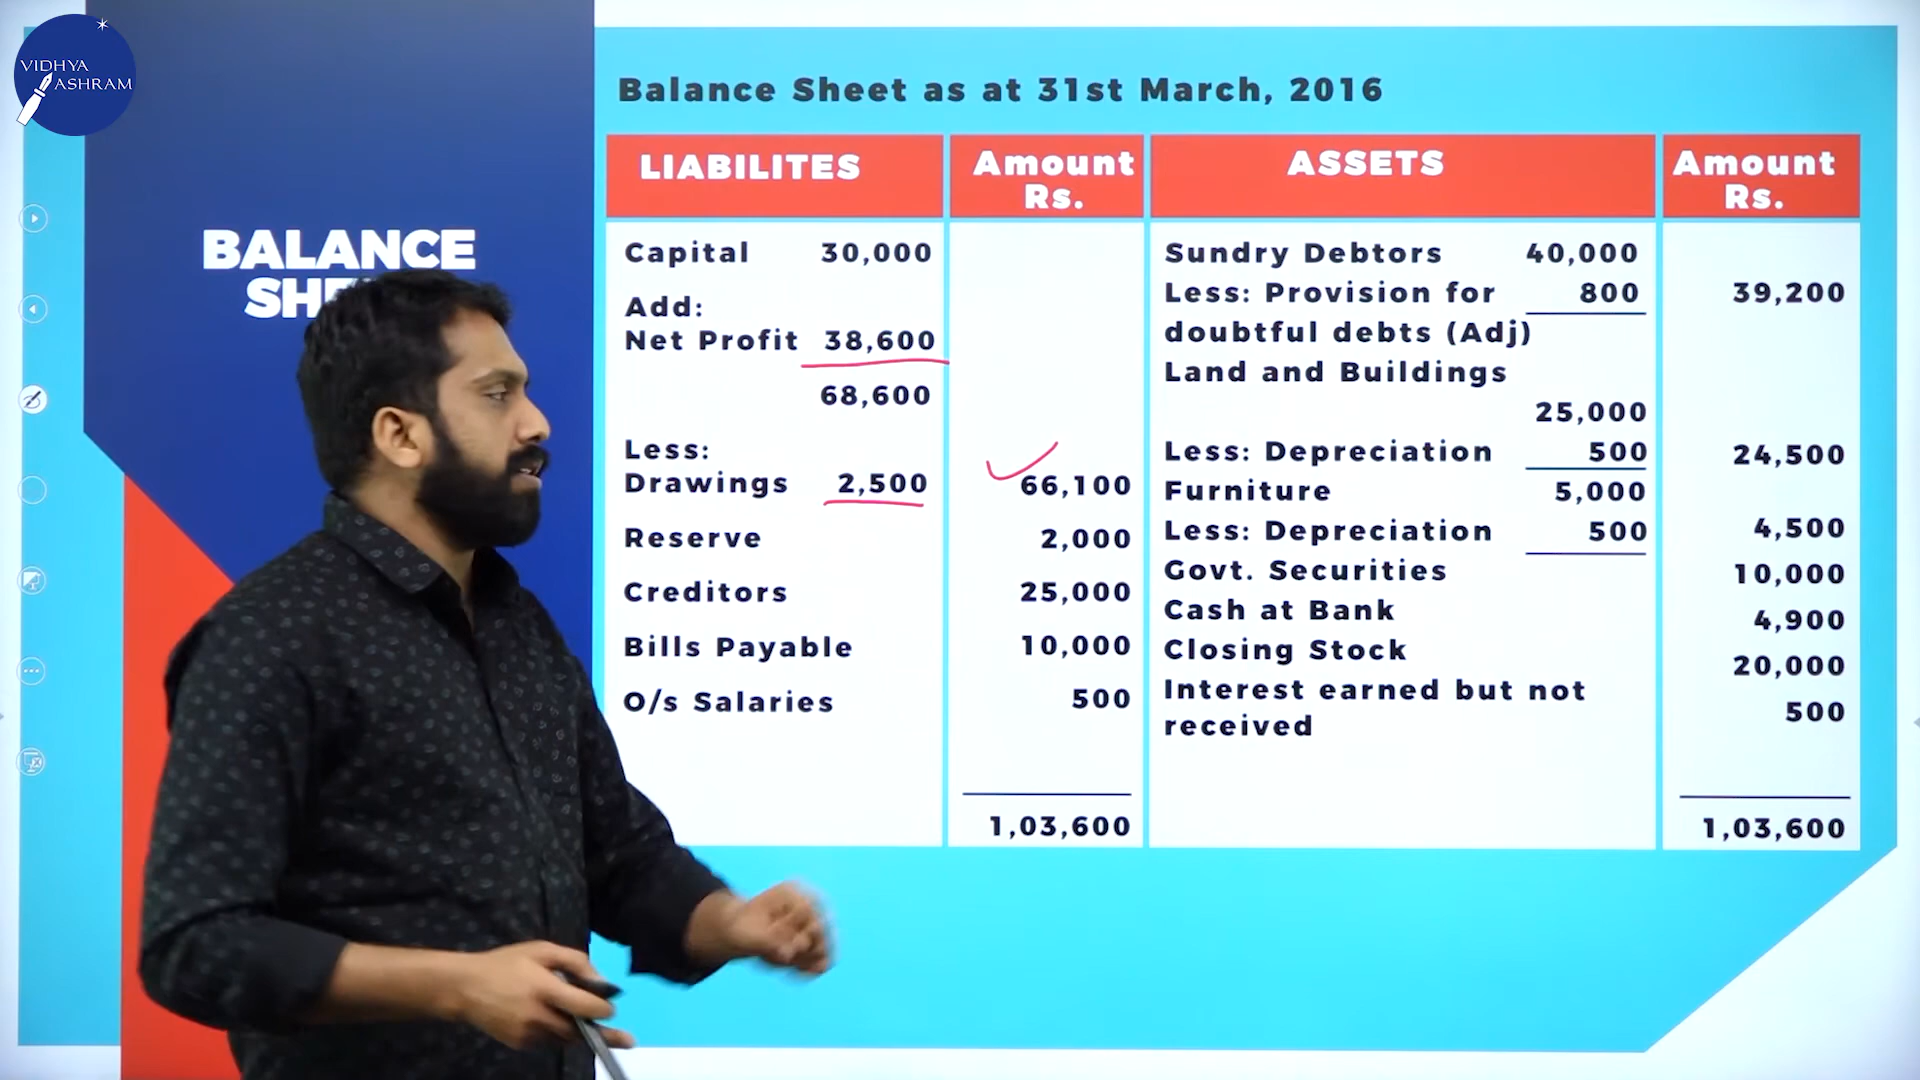 VIDHYA
ASHRAM
BALANCE
Balance Sheet as at 31st March, 2016
LIABILITES
Amount
Rs.
ASSETS
Amount
Rs.
Capital 30,000
Add:
Net Profit 38,600
68,600
Less:
Drawings 2,500 66,100
Reserve 2,000
Creditors 25,000
Bills Payable 10,000
O/s Salaries 500
1,03,600
Sundry Debtors 40,000
Less: Provision for 800 39,200
doubtful debts (Adj)
Land and Buildings
25,000
Less: Depreciation 500 24,500
Furniture 5,000
Less: Depreciation 500 4,500
Govt. Securities 10,000
Cash at Bank 4,900
Closing Stock 20,000
Interest earned but not
received 500
1,03,600